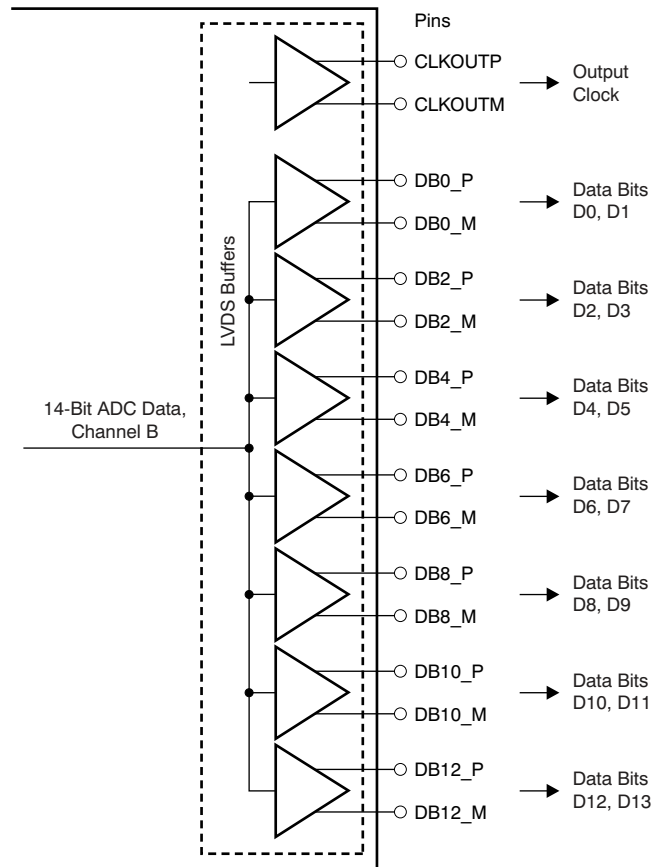 Pins
CLKOUTP
CLKOUTM
Output
Clock
DB0_P
DB0_M
Data Bits
D0, D1
LVDS Buffers
DB2_P
DB2_M
Data Bits
D2, D3
DB4_P
DB4_M
Data Bits
D4, D5
14-Bit ADC Data,
Channel B
DB6_P
DB6_M
Data Bits
D6, D7
DB8_P
DB8_M
Data Bits
D8, D9
DB10_P
DB10_M
Data Bits
D10, D11
DB12_P
DB12_M
Data Bits
D12, D13